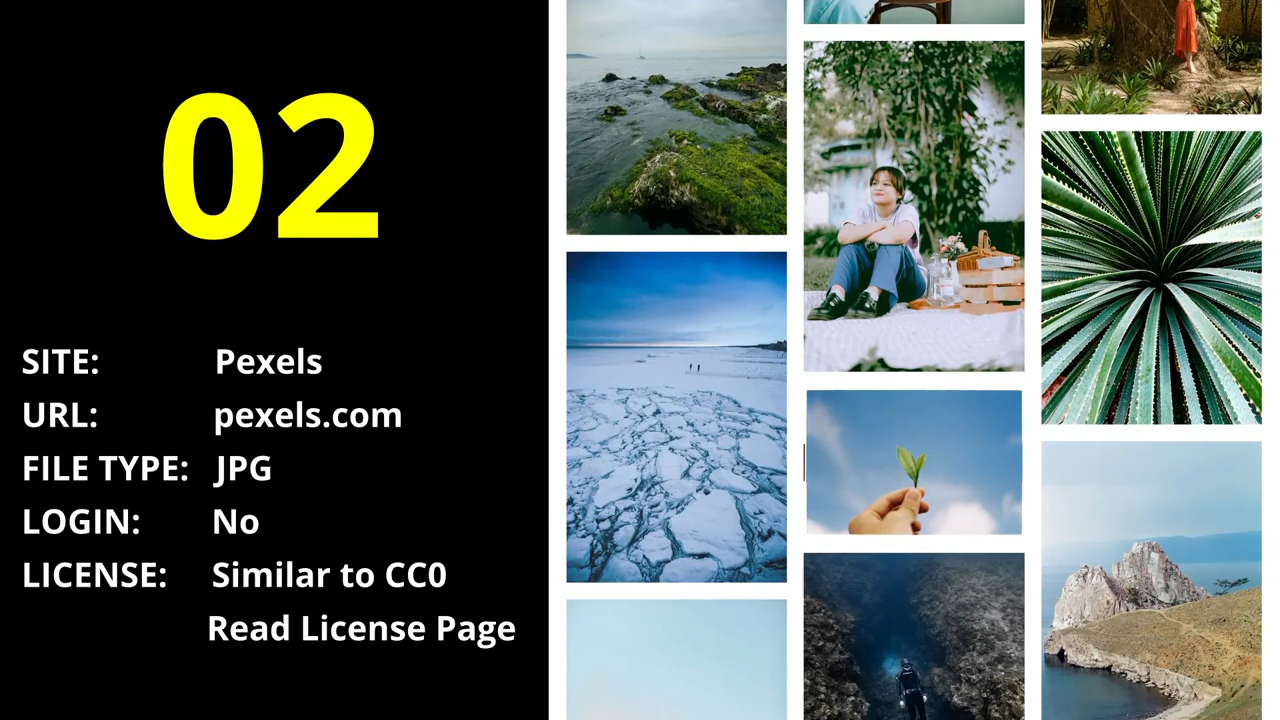 02
SITE: Pexels
URL: pexels.com
FILE TYPE: JPG
LOGIN: No
LICENSE: Similar to CC0
Read License Page